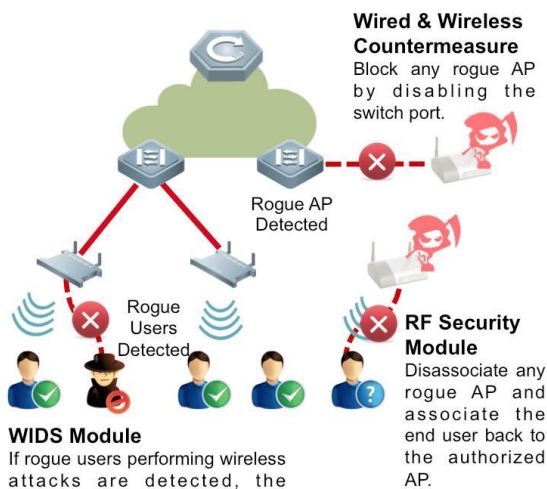 Wired & Wireless
Countermeasure
Block any rogue AP
by disabling the
switch port.
Rogue AP
Detected
Rogue
Users
Detected
RF Security
Module
Disassociate any
rogue AP and
associate the
end user back to
the authorized
AP.
WIDS Module
If rogue users performing wireless
attacks are detected, the